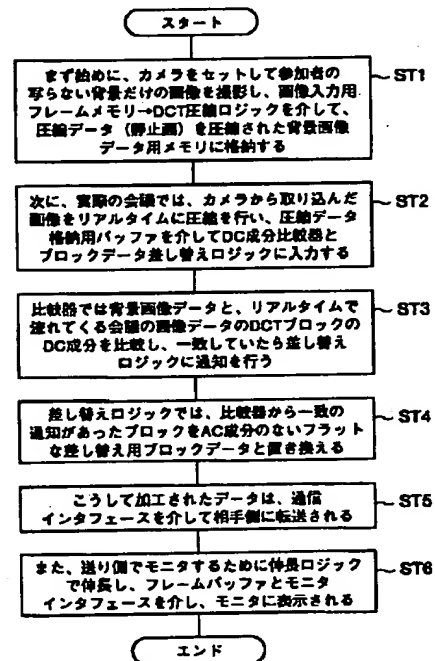 スタート
まず始めに、カメラをセットして参加者の
写らない背景だけの画像を撮影し、画像入力用
フレームメモリ→DCT圧縮ロジックを介して、
圧縮データ（静止画）を圧縮された背景画像
データ用メモリに格納する
ST1
次に、実際の会議では、カメラから取り込んだ
画像をリアルタイムに圧縮を行い、圧縮データ
格納用バッファを介してDC成分比較器と
ブロックデータ差し替えロジックに入力する
ST2
比較器では背景画像データと、リアルタイムで
流れてくる会議の画像データのDCTブロックの
DC成分を比較し、一致していたら差し替え
ロジックに通知を行う
ST3
差し替えロジックでは、比較器から一致の
通知があったブロックをAC成分のないフラット
な差し替え用ブロックデータと置き換える
ST4
こうして加工されたデータは、通信
インタフェースを介して相手側に転送される
ST5
また、送り側でモニタするために伸長ロジック
で伸長し、フレームバッファとモニタ
インタフェースを介し、モニタに表示される
ST6
エンド